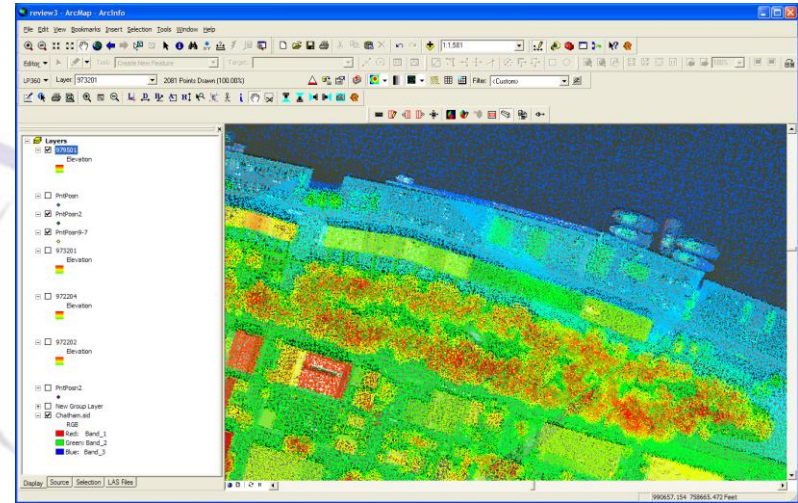 review3 - ArcMap - ArcInfo
File Edit View Bookmarks Insert Selection Tools Window Help
1:1,581
Editor Task: Create New Feature Target:
LP360 Layer: 973201 2081 Points Drawn (100.00%) Filter: <Custom>
Layers
979501
Elevation
PntPosn
PntPosn2
PntPosn9-7
973201
Elevation
972204
Elevation
972202
Elevation
PntPosn2
New Group Layer
Chatham.sid
RGB
Red: Band_1
Green: Band_2
Blue: Band_3
Display Source Selection LAS Files
990657.154 758665.472 Feet